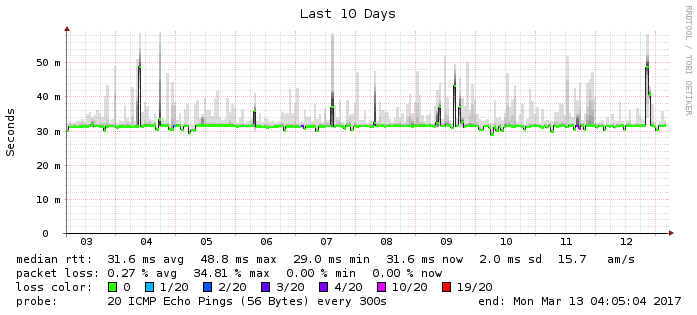 Last 10 Days
RRDTOOL / TOBI OETIKER
Seconds
50 m
40 m
30 m
20 m
10 m
0
03 04 05 06 07 08 09 10 11 12
median rtt: 31.6 ms avg 48.8 ms max 29.0 ms min 31.6 ms now 2.0 ms sd 15.7 am/s
packet loss: 0.27 % avg 34.81 % max 0.00 % min 0.00 % now
loss color: 0 1/20 2/20 3/20 4/20 10/20 19/20
probe: 20 ICMP Echo Pings (56 Bytes) every 300s end: Mon Mar 13 04:05:04 2017